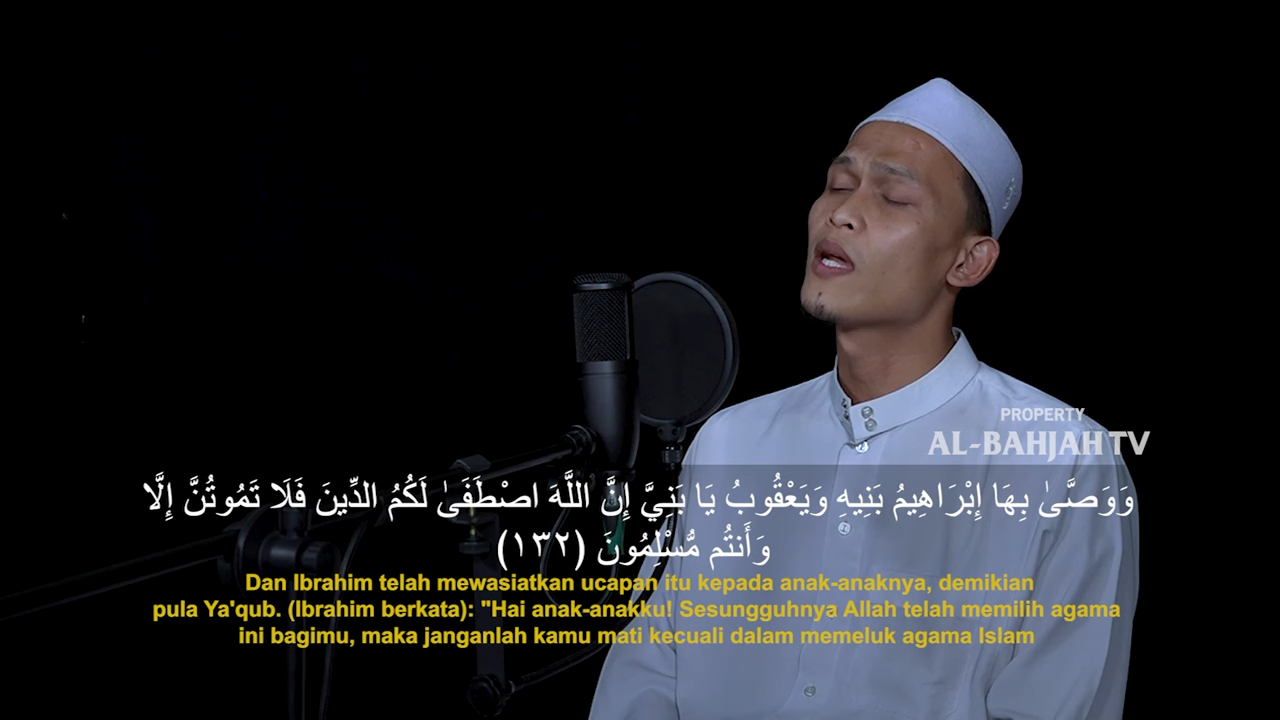 PROPERTY
AL-BAHJAH TV
وَوَصَّىٰ بِهَا إِبْرَاهِيمُ بَنِيهِ وَيَعْقُوبُ يَا بَنِيَّ إِنَّ اللَّهَ اصْطَفَىٰ لَكُمُ الدِّينَ فَلَا تَمُوتُنَّ إِلَّا
وَأَنتُم مُّسْلِمُونَ (١٣٢)
Dan Ibrahim telah mewasiatkan ucapan itu kepada anak-anaknya, demikian
pula Ya'qub. (Ibrahim berkata): "Hai anak-anakku! Sesungguhnya Allah telah memilih agama
ini bagimu, maka janganlah kamu mati kecuali dalam memeluk agama Islam